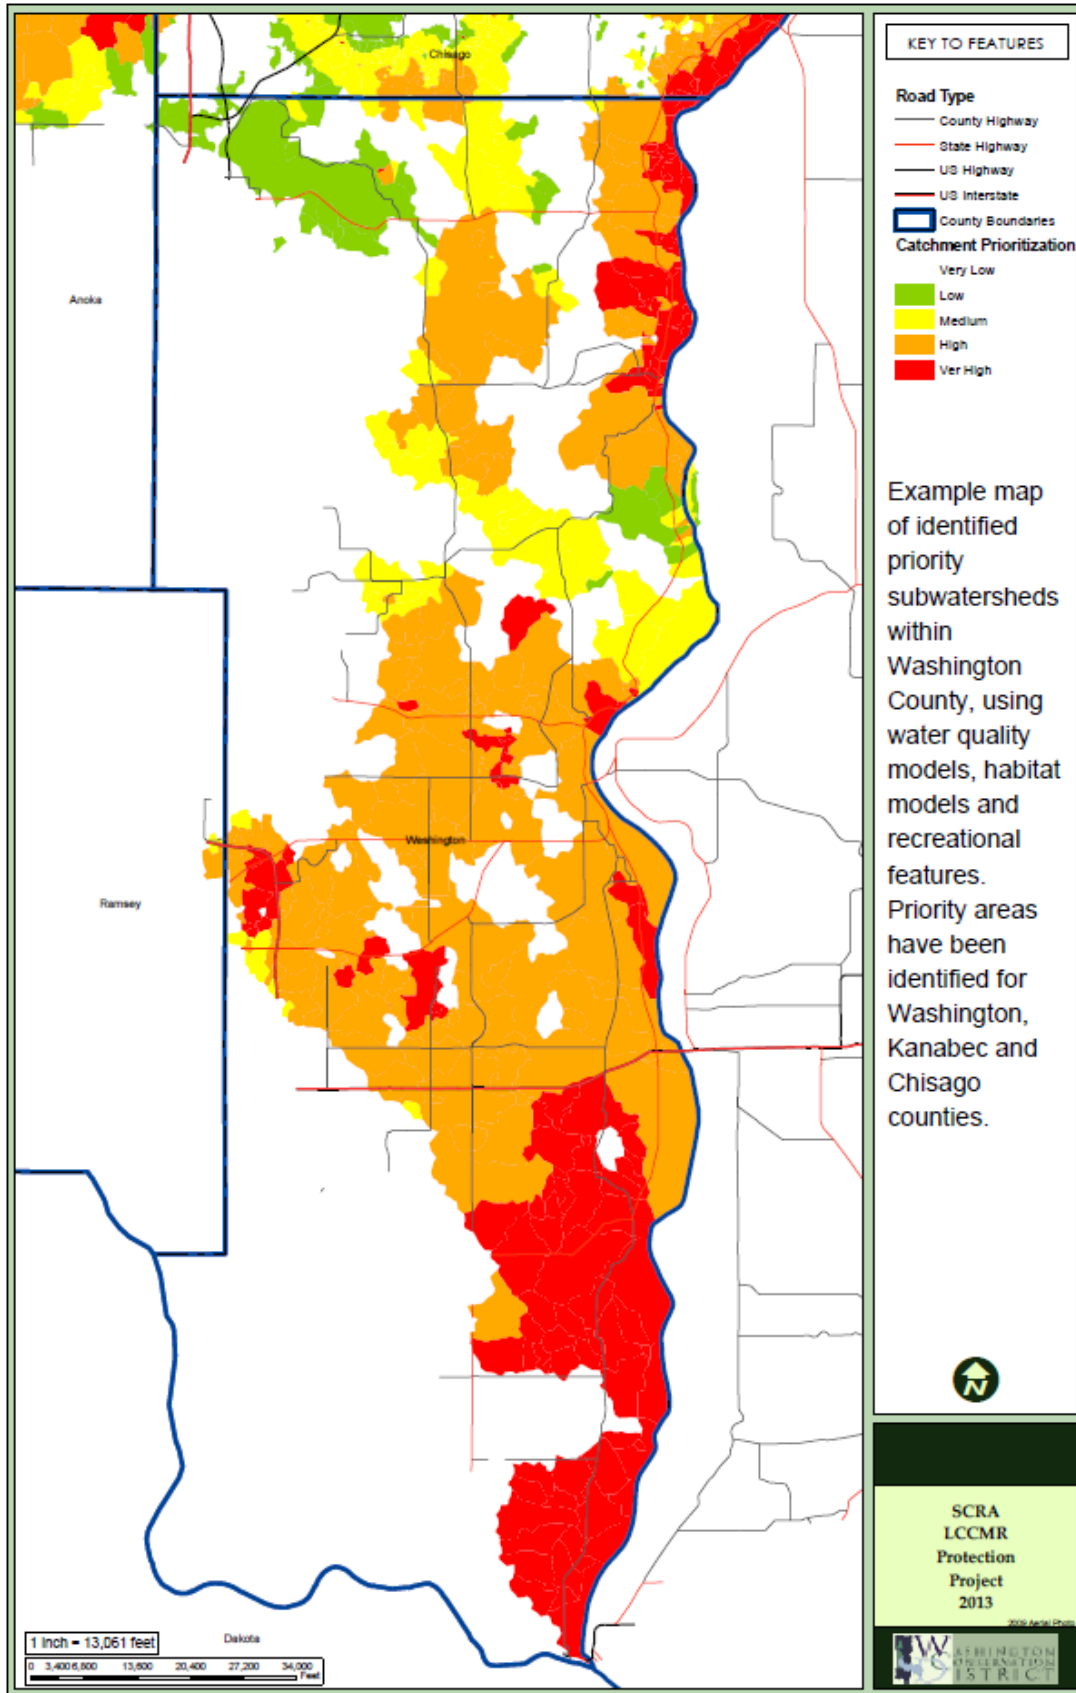 Chisago
Anoka
Washington
Ramsey
Dakota
1 inch = 13,061 feet
0 3,400 6,800 13,600 20,400 27,200 34,000
Feet
KEY TO FEATURES
Road Type
County Highway
State Highway
US Highway
US Interstate
County Boundaries
Catchment Prioritization
Very Low
Low
Medium
High
Ver High
Example map
of identified
priority
subwatersheds
within
Washington
County, using
water quality
models, habitat
models and
recreational
features.
Priority areas
have been
identified for
Washington,
Kanabec and
Chisago
counties.
N
SCRA
LCCMR
Protection
Project
2013
2009 Aerial Photo
WASHINGTON
CONSERVATION
DISTRICT